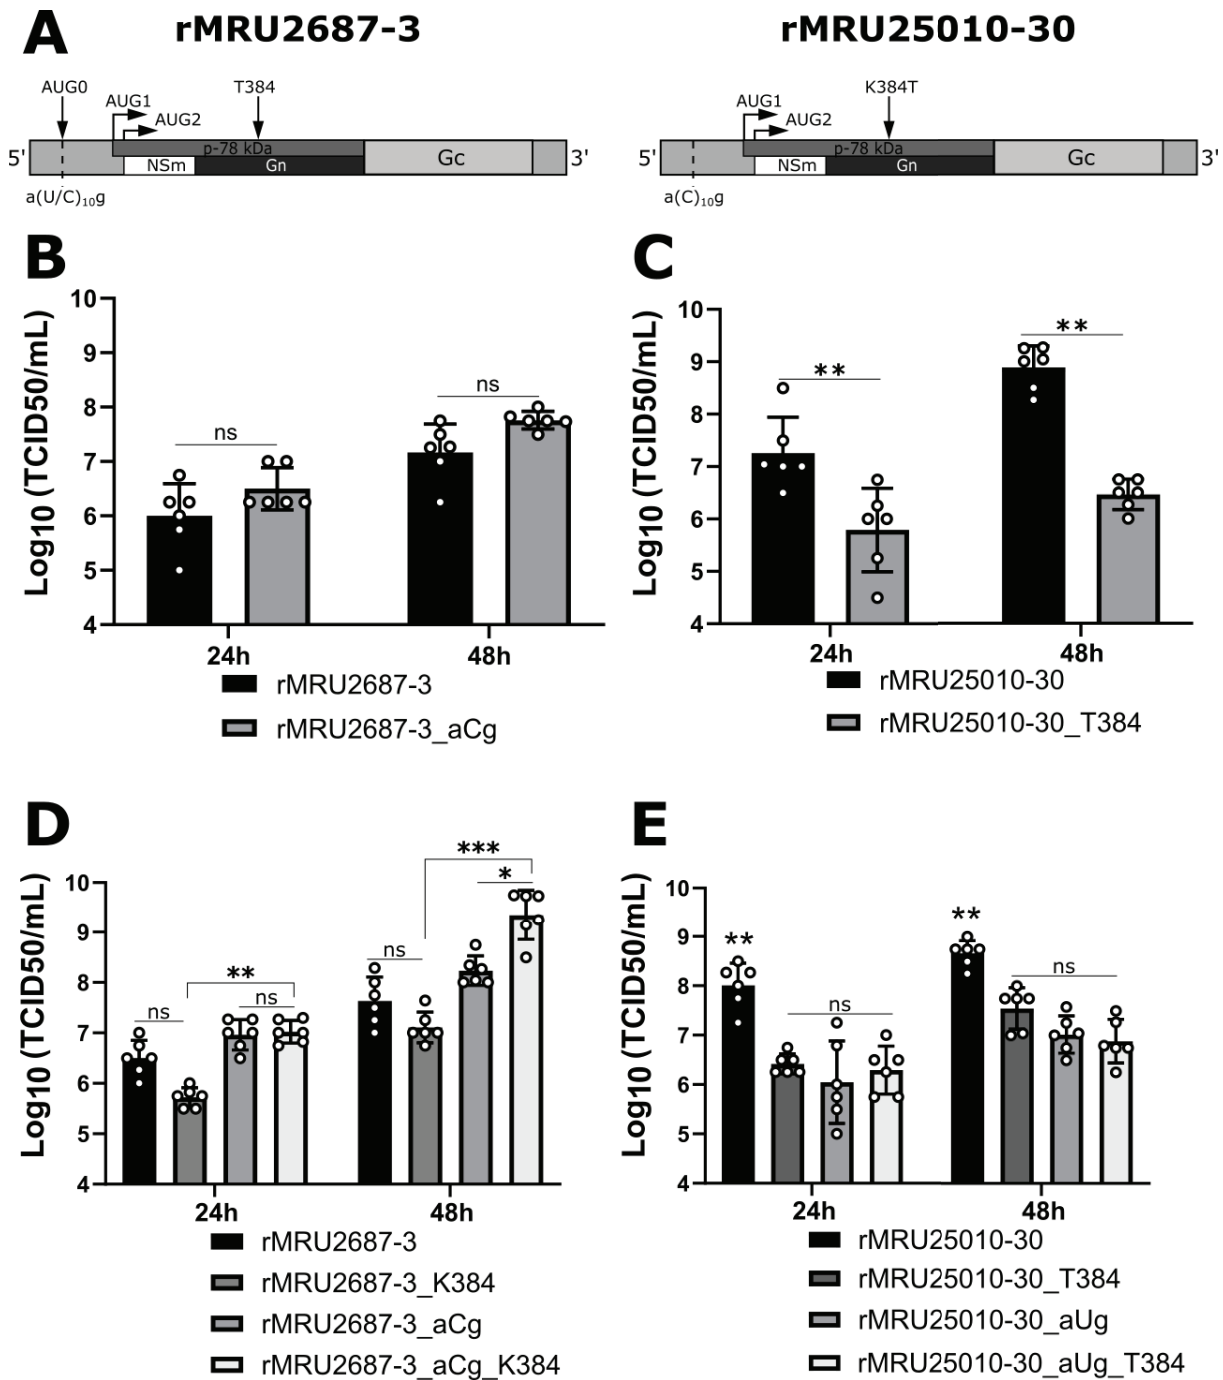 A
rMRU2687-3
rMRU25010-30
AUG0
T384
AUG1
AUG2
5'
p-78 kDa
NSm
Gn
Gc
3'
a(U/C)10g
K384T
AUG1
AUG2
5'
p-78 kDa
NSm
Gn
Gc
3'
a(C)10g
B
Log10 (TCID50/mL)
10
9
8
7
6
5
4
ns
ns
24h
48h
rMRU2687-3
rMRU2687-3_aCg
C
Log10 (TCID50/mL)
10
9
8
7
6
5
4
**
**
24h
48h
rMRU25010-30
rMRU25010-30_T384
D
Log10 (TCID50/mL)
10
9
8
7
6
5
4
ns
**
ns
ns
***
*
24h
48h
rMRU2687-3
rMRU2687-3_K384
rMRU2687-3_aCg
rMRU2687-3_aCg_K384
E
Log10 (TCID50/mL)
10
9
8
7
6
5
4
**
ns
**
ns
24h
48h
rMRU25010-30
rMRU25010-30_T384
rMRU25010-30_aUg
rMRU25010-30_aUg_T384